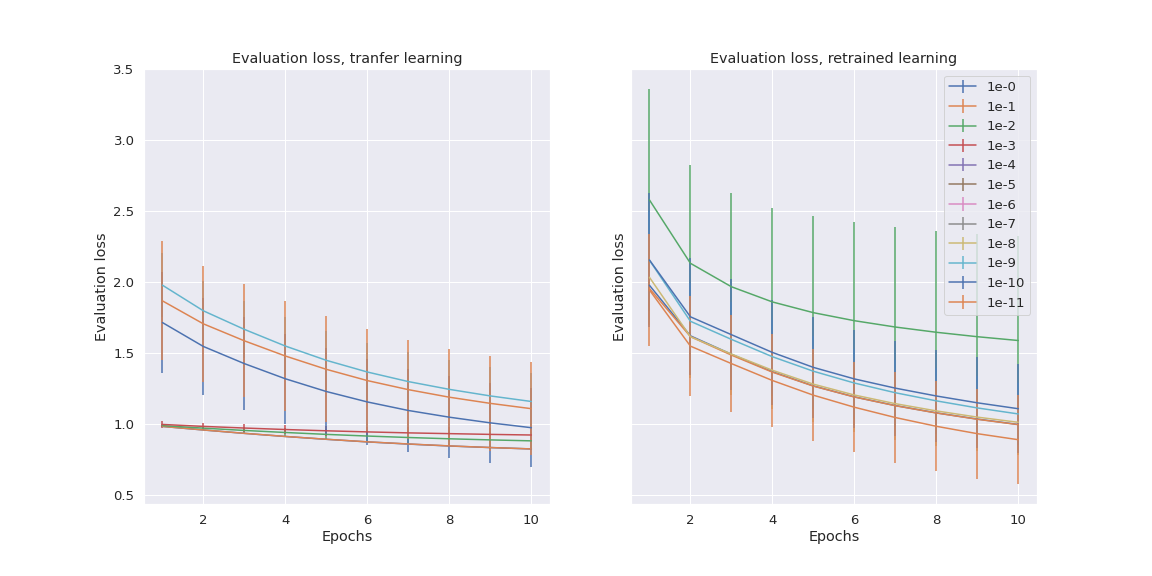 Evaluation loss, tranfer learning
3.5
3.0
2.5
2.0
1.5
1.0
0.5
Evaluation loss
2
4
6
8
10
Epochs
Evaluation loss, retrained learning
Evaluation loss
2
4
6
8
10
Epochs
1e-0
1e-1
1e-2
1e-3
1e-4
1e-5
1e-6
1e-7
1e-8
1e-9
1e-10
1e-11